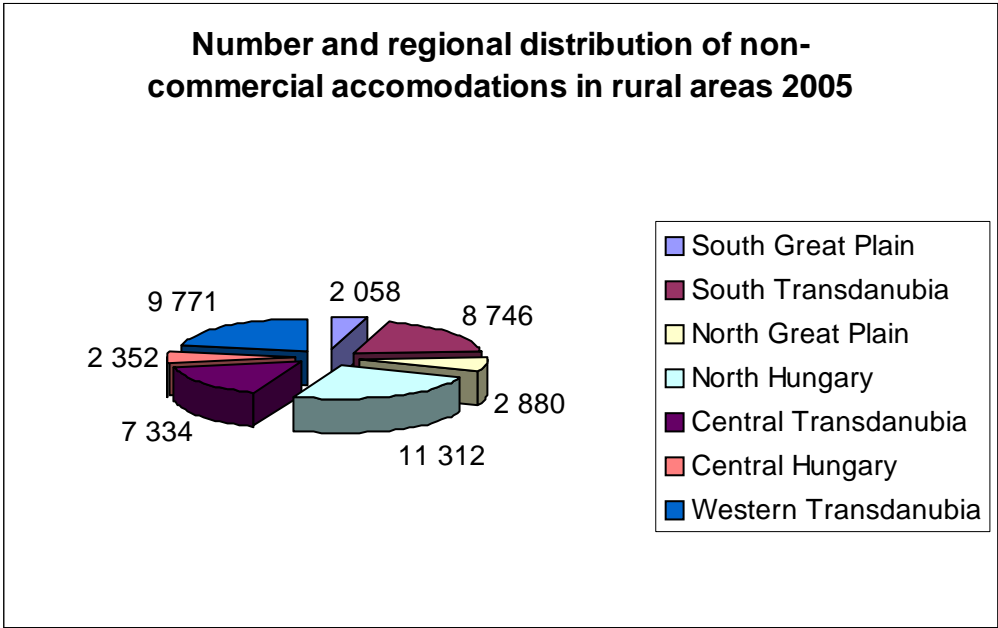 Number and regional distribution of non-
commercial accomodations in rural areas 2005
2 058
8 746
2 880
11 312
7 334
2 352
9 771
South Great Plain
South Transdanubia
North Great Plain
North Hungary
Central Transdanubia
Central Hungary
Western Transdanubia